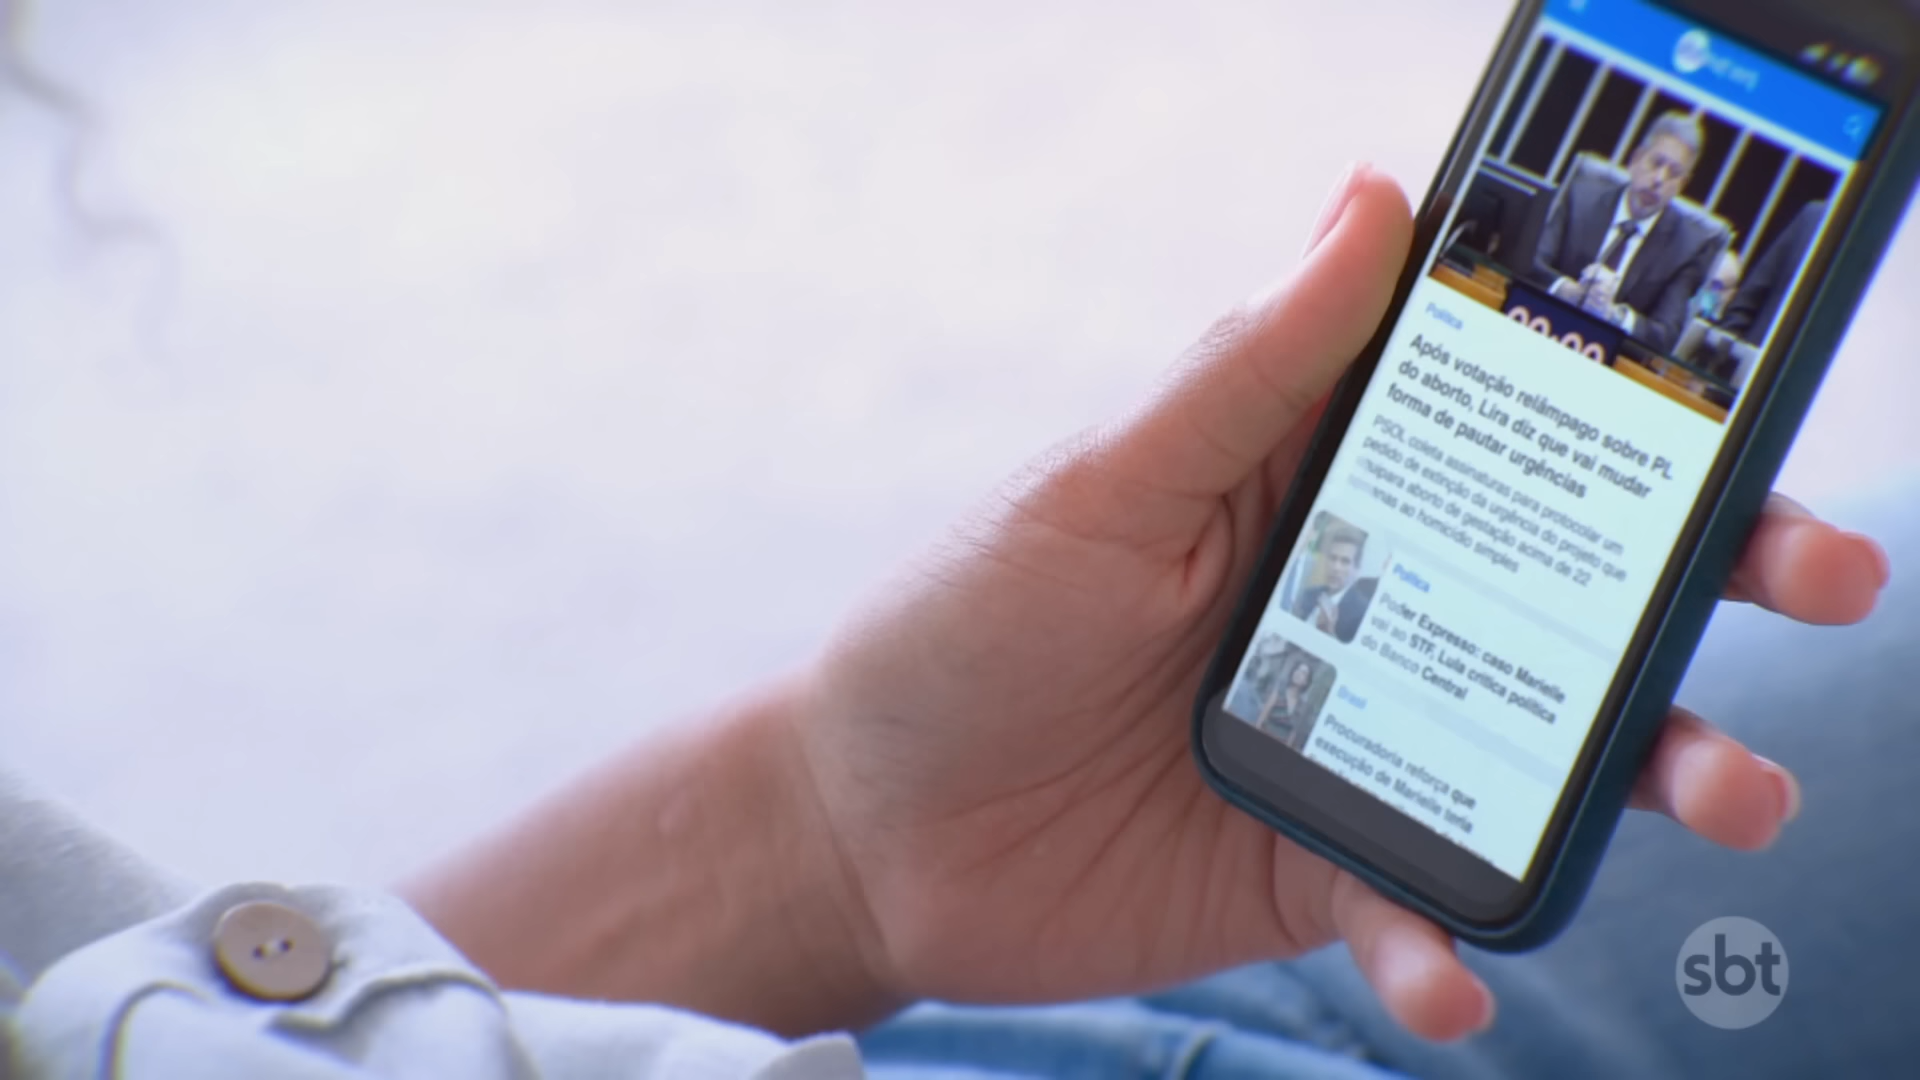 news
00:00
Política
Após votação relâmpago sobre PL
do aborto, Lira diz que vai mudar
forma de pautar urgências
PSOL coleta assinaturas para protocolar um
pedido de extinção da urgência do projeto que
equipara aborto de gestação acima de 22
semanas ao homicídio simples
Política
Poder Expresso: caso Marielle
vai ao STF, Lula critica política
do Banco Central
Brasil
Procuradoria reforça que
execução de Marielle teria
sbt